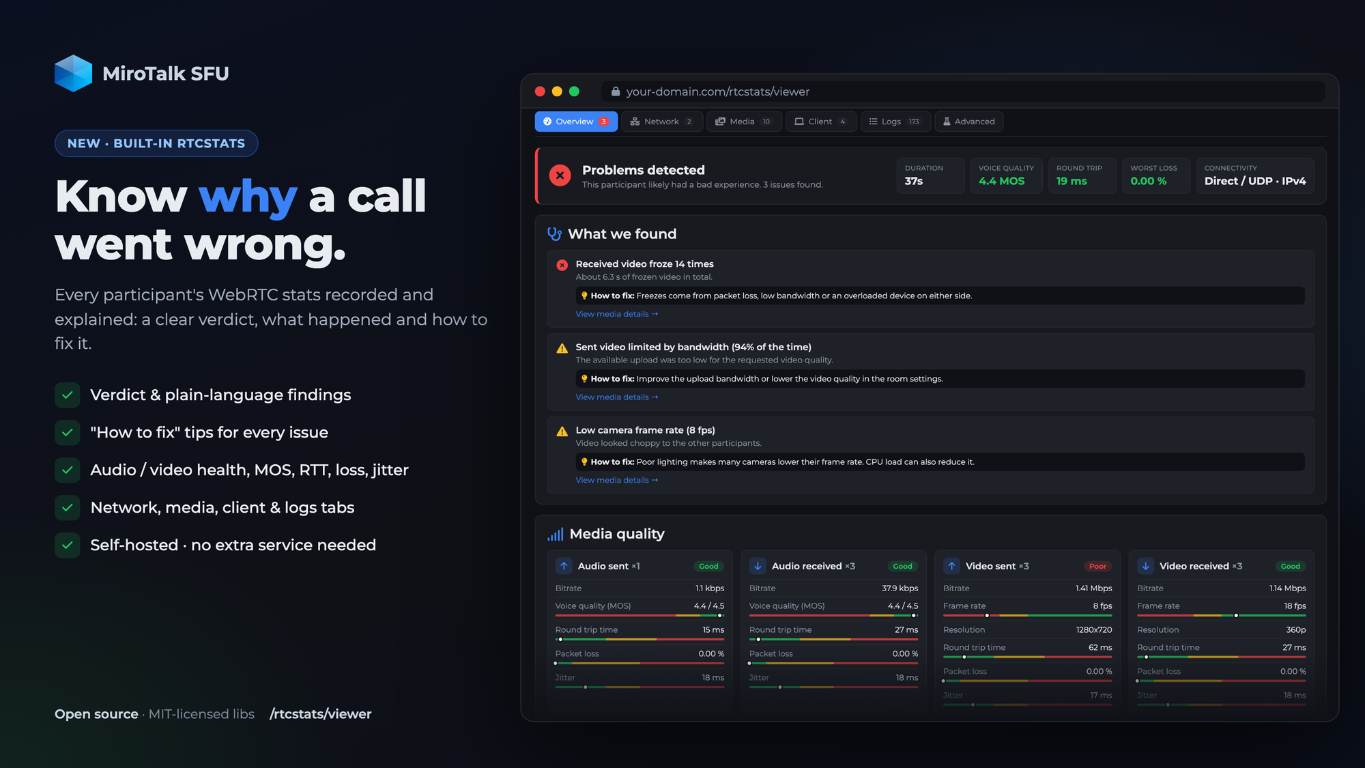 MiroTalk SFU
NEW · BUILT-IN RTCSTATS
Know why a call
went wrong.
Every participant's WebRTC stats recorded and
explained: a clear verdict, what happened and how to
fix it.
Verdict & plain-language findings
"How to fix" tips for every issue
Audio / video health, MOS, RTT, loss, jitter
Network, media, client & logs tabs
Self-hosted · no extra service needed
Open source · MIT-licensed libs /rtcstats/viewer
your-domain.com/rtcstats/viewer
Overview 3 Network 2 Media 10 Client 4 Logs 173 Advanced
Problems detected
This participant likely had a bad experience. 3 issues found.
DURATION
37s
VOICE QUALITY
4.4 MOS
ROUND TRIP
19 ms
WORST LOSS
0.00 %
CONNECTIVITY
Direct / UDP · IPv4
What we found
Received video froze 14 times
About 6.3 s of frozen video in total.
How to fix: Freezes come from packet loss, low bandwidth or an overloaded device on either side.
View media details →
Sent video limited by bandwidth (94% of the time)
The available upload was too low for the requested video quality.
How to fix: Improve the upload bandwidth or lower the video quality in the room settings.
View media details →
Low camera frame rate (8 fps)
Video looked choppy to the other participants.
How to fix: Poor lighting makes many cameras lower their frame rate. CPU load can also reduce it.
View media details →
Media quality
Audio sent ×1 Good
Bitrate 1.1 kbps
Voice quality (MOS) 4.4 / 4.5
Round trip time 15 ms
Packet loss 0.00 %
Jitter 18 ms
Audio received ×3 Good
Bitrate 37.9 kbps
Voice quality (MOS) 4.4 / 4.5
Round trip time 27 ms
Packet loss 0.00 %
Jitter 18 ms
Video sent ×3 Poor
Bitrate 1.41 Mbps
Frame rate 8 fps
Resolution 1280x720
Round trip time 62 ms
Packet loss 0.00 %
Jitter 17 ms
Video received ×3 Good
Bitrate 1.14 Mbps
Frame rate 18 fps
Resolution 360p
Round trip time 27 ms
Packet loss 0.01 %
Jitter 18 ms